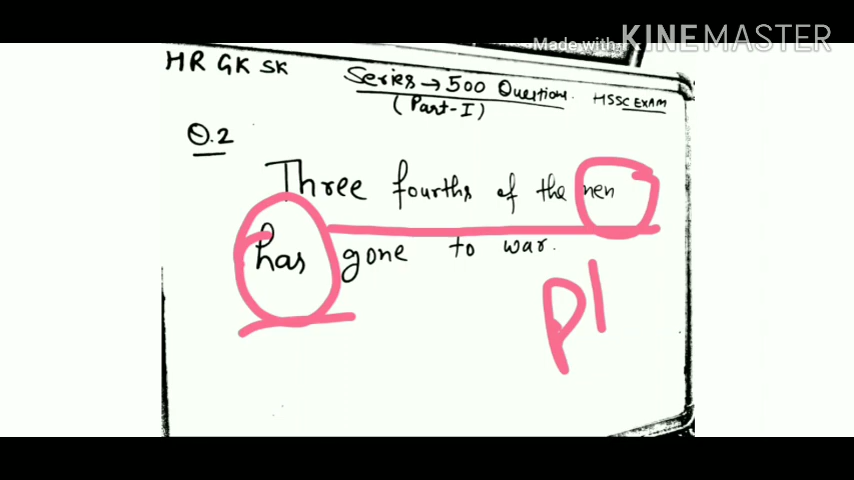 Made with KINEMASTER
HR GK SK
Series → 500 Questions.
HSSC EXAM
(Part-I)
Q.2
Three fourths of the men
has gone to war.
pl